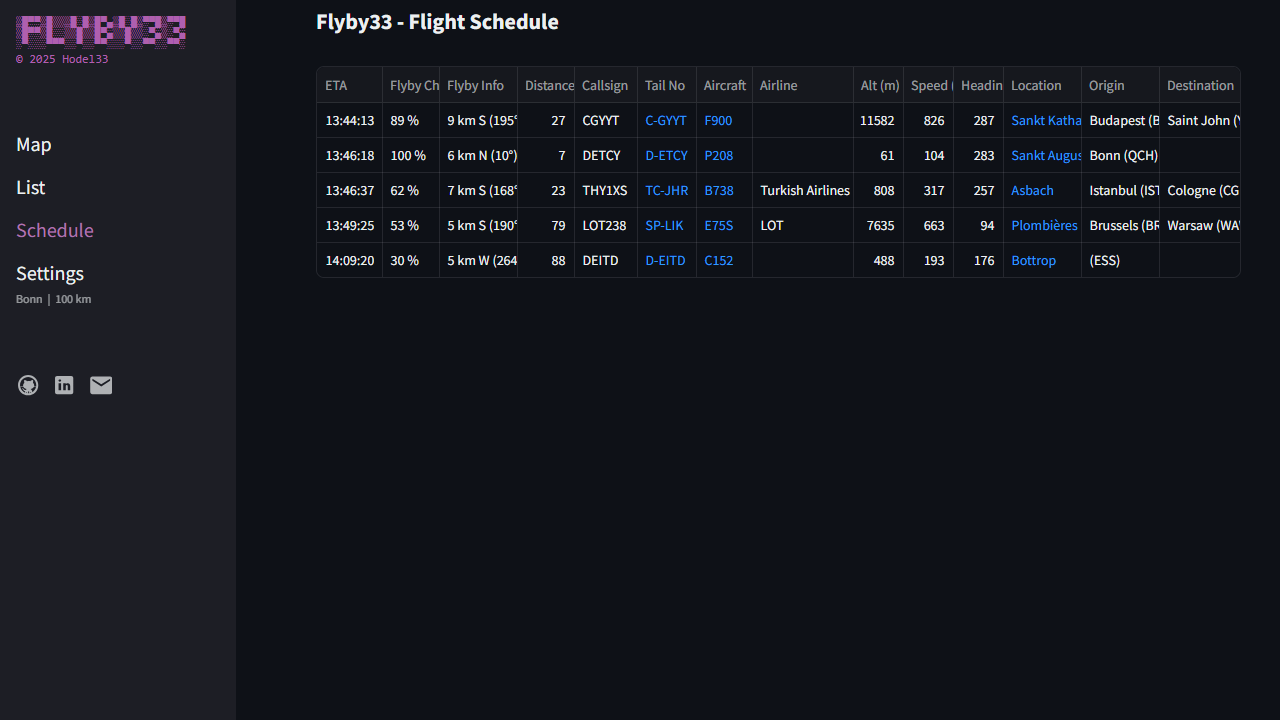 FLYBY33
© 2025 Hodel33
Map
List
Schedule
Settings
Bonn | 100 km
Flyby33 - Flight Schedule
ETA Flyby Ch Flyby Info Distance Callsign Tail No Aircraft Airline Alt (m) Speed ( Headin Location Origin Destination
13:44:13 89 % 9 km S (195° 27 CGYYT C-GYYT F900 11582 826 287 Sankt Katha Budapest (B Saint John (Y
13:46:18 100 % 6 km N (10°) 7 DETCY D-ETCY P208 61 104 283 Sankt Augus Bonn (QCH)
13:46:37 62 % 7 km S (168° 23 THY1XS TC-JHR B738 Turkish Airlines 808 317 257 Asbach Istanbul (IST Cologne (CG
13:49:25 53 % 5 km S (190° 79 LOT238 SP-LIK E75S LOT 7635 663 94 Plombières Brussels (BR Warsaw (WA
14:09:20 30 % 5 km W (264 88 DEITD D-EITD C152 488 193 176 Bottrop (ESS)